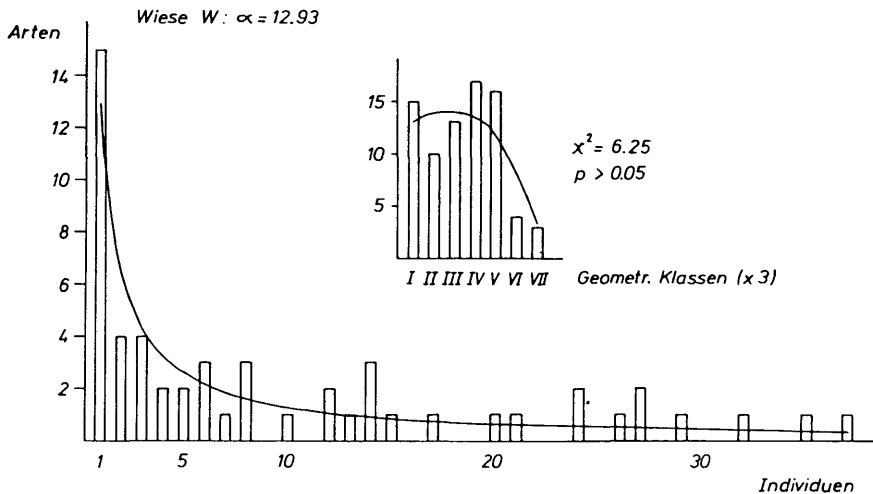 Wiese W: α = 12.93
Arten
14
12
10
8
6
4
2
1 5 10 20 30
Individuen
15
10
5
I II III IV V VI VII Geometr. Klassen (x 3)
x² = 6.25
p > 0.05